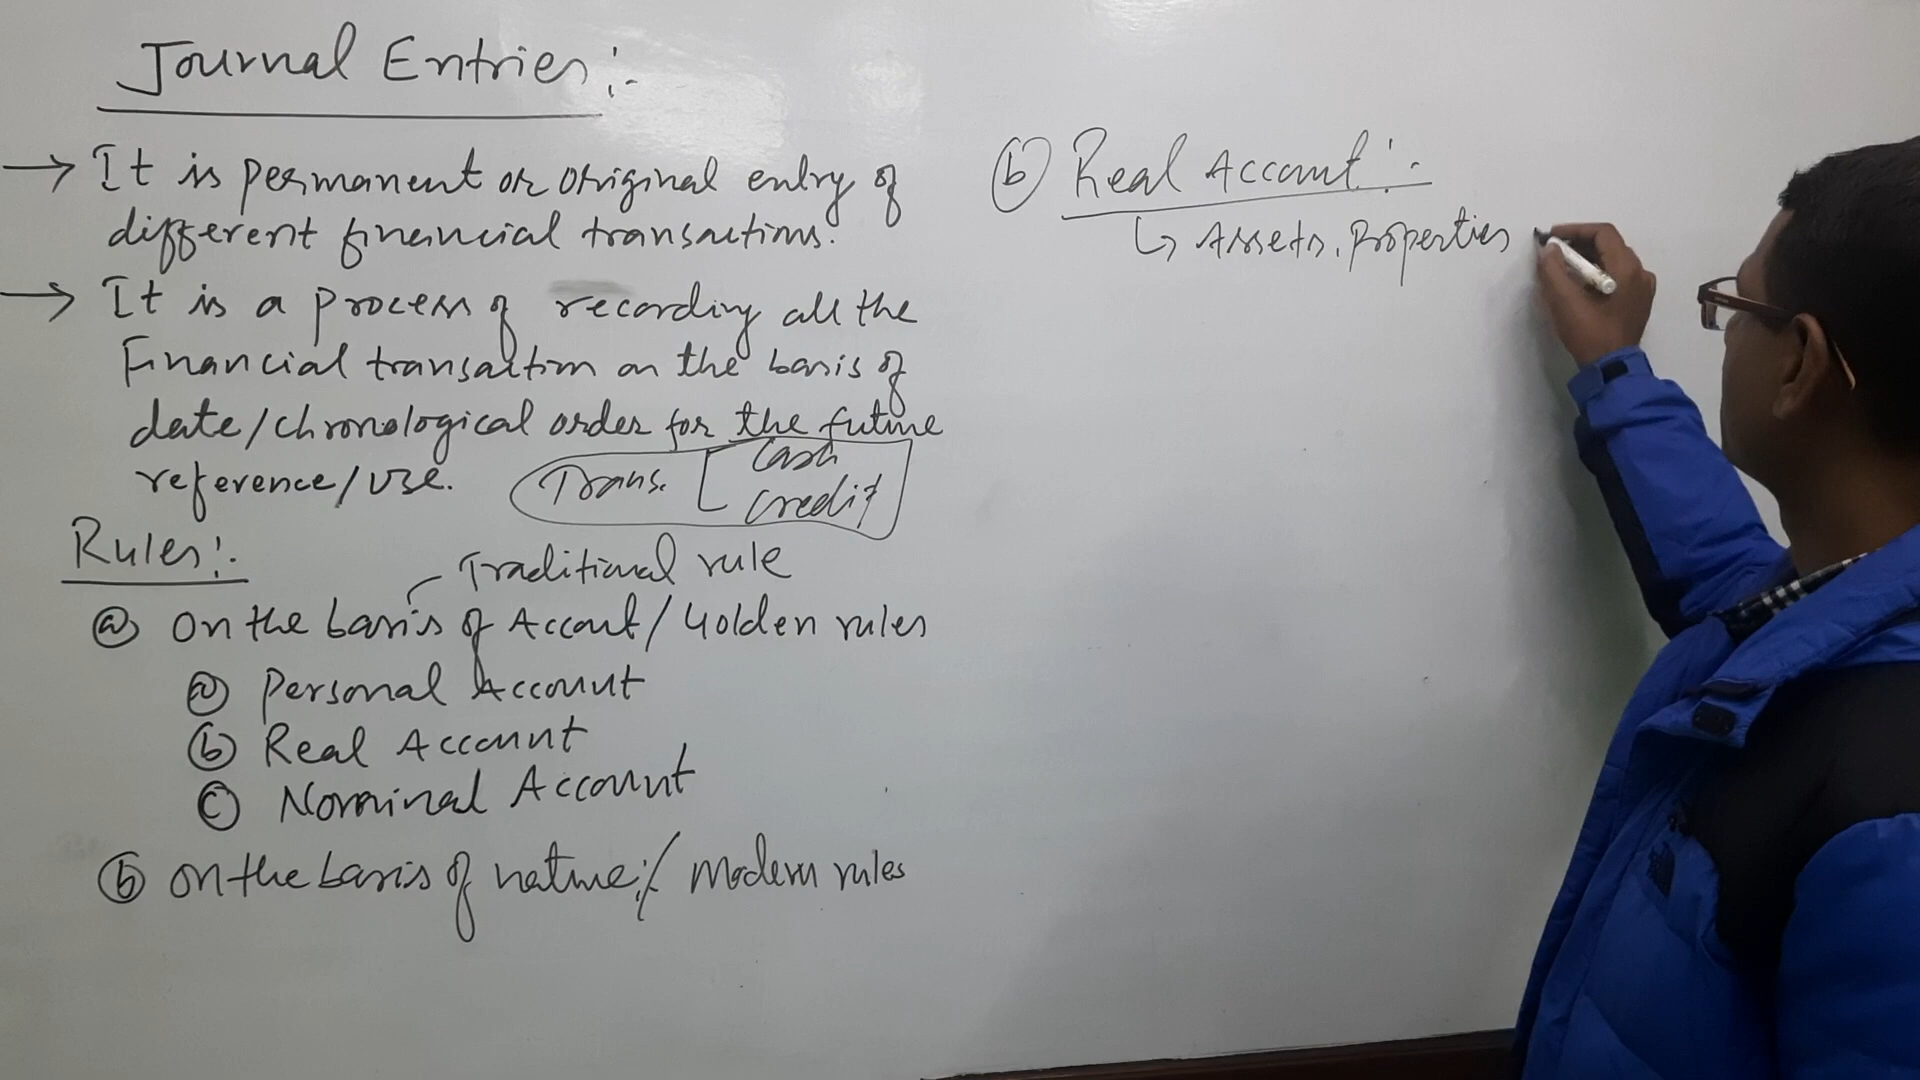 Journal Entries:-
→ It is permanent or original entry of
different financial transactions.
→ It is a process of recording all the
Financial transaction on the basis of
date/chronological order for the future
reference/use.
Trans. [ Cash
Credit
Rules:-
Traditional rule
(a) on the basis of Account/Golden rules
(a) Personal Account
(b) Real Account
(c) Nominal Account
(b) on the basis of nature:/ Modern rules
(b) Real Account:-
↳ Assets, Properties